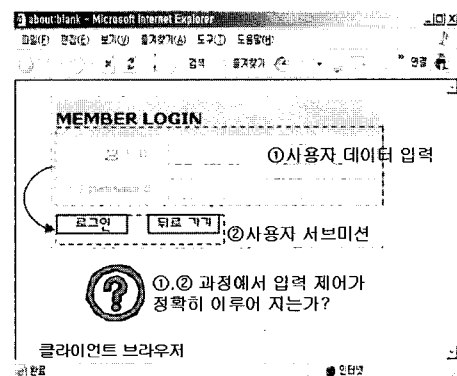 about:blank - Microsoft Internet Explorer
파일(F) 편집(E) 보기(V) 즐겨찾기(A) 도구(T) 도움말(H)
검색 즐겨찾기 » 연결
MEMBER LOGIN
①사용자 데이터 입력
로그인 뒤로 가기
②사용자 서브미션
①.② 과정에서 입력 제어가
정확히 이루어 지는가?
클라이언트 브라우저
완료 인터넷